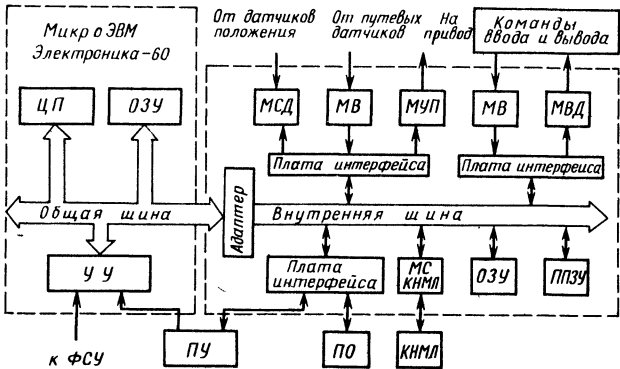 Микро ЭВМ
Электроника-60
От датчиков
положения
От путевых
датчиков
На
привод
Команды
ввода и вывода
ЦП
ОЗУ
МСД
МВ
МУП
МВ
МВД
Плата интерфейса
Плата интерфейса
Общая шина
Адаптер
Внутренняя шина
УУ
Плата
интерфейса
МС
КНМЛ
ОЗУ
ППЗУ
к ФСУ
ПУ
ПО
КНМЛ